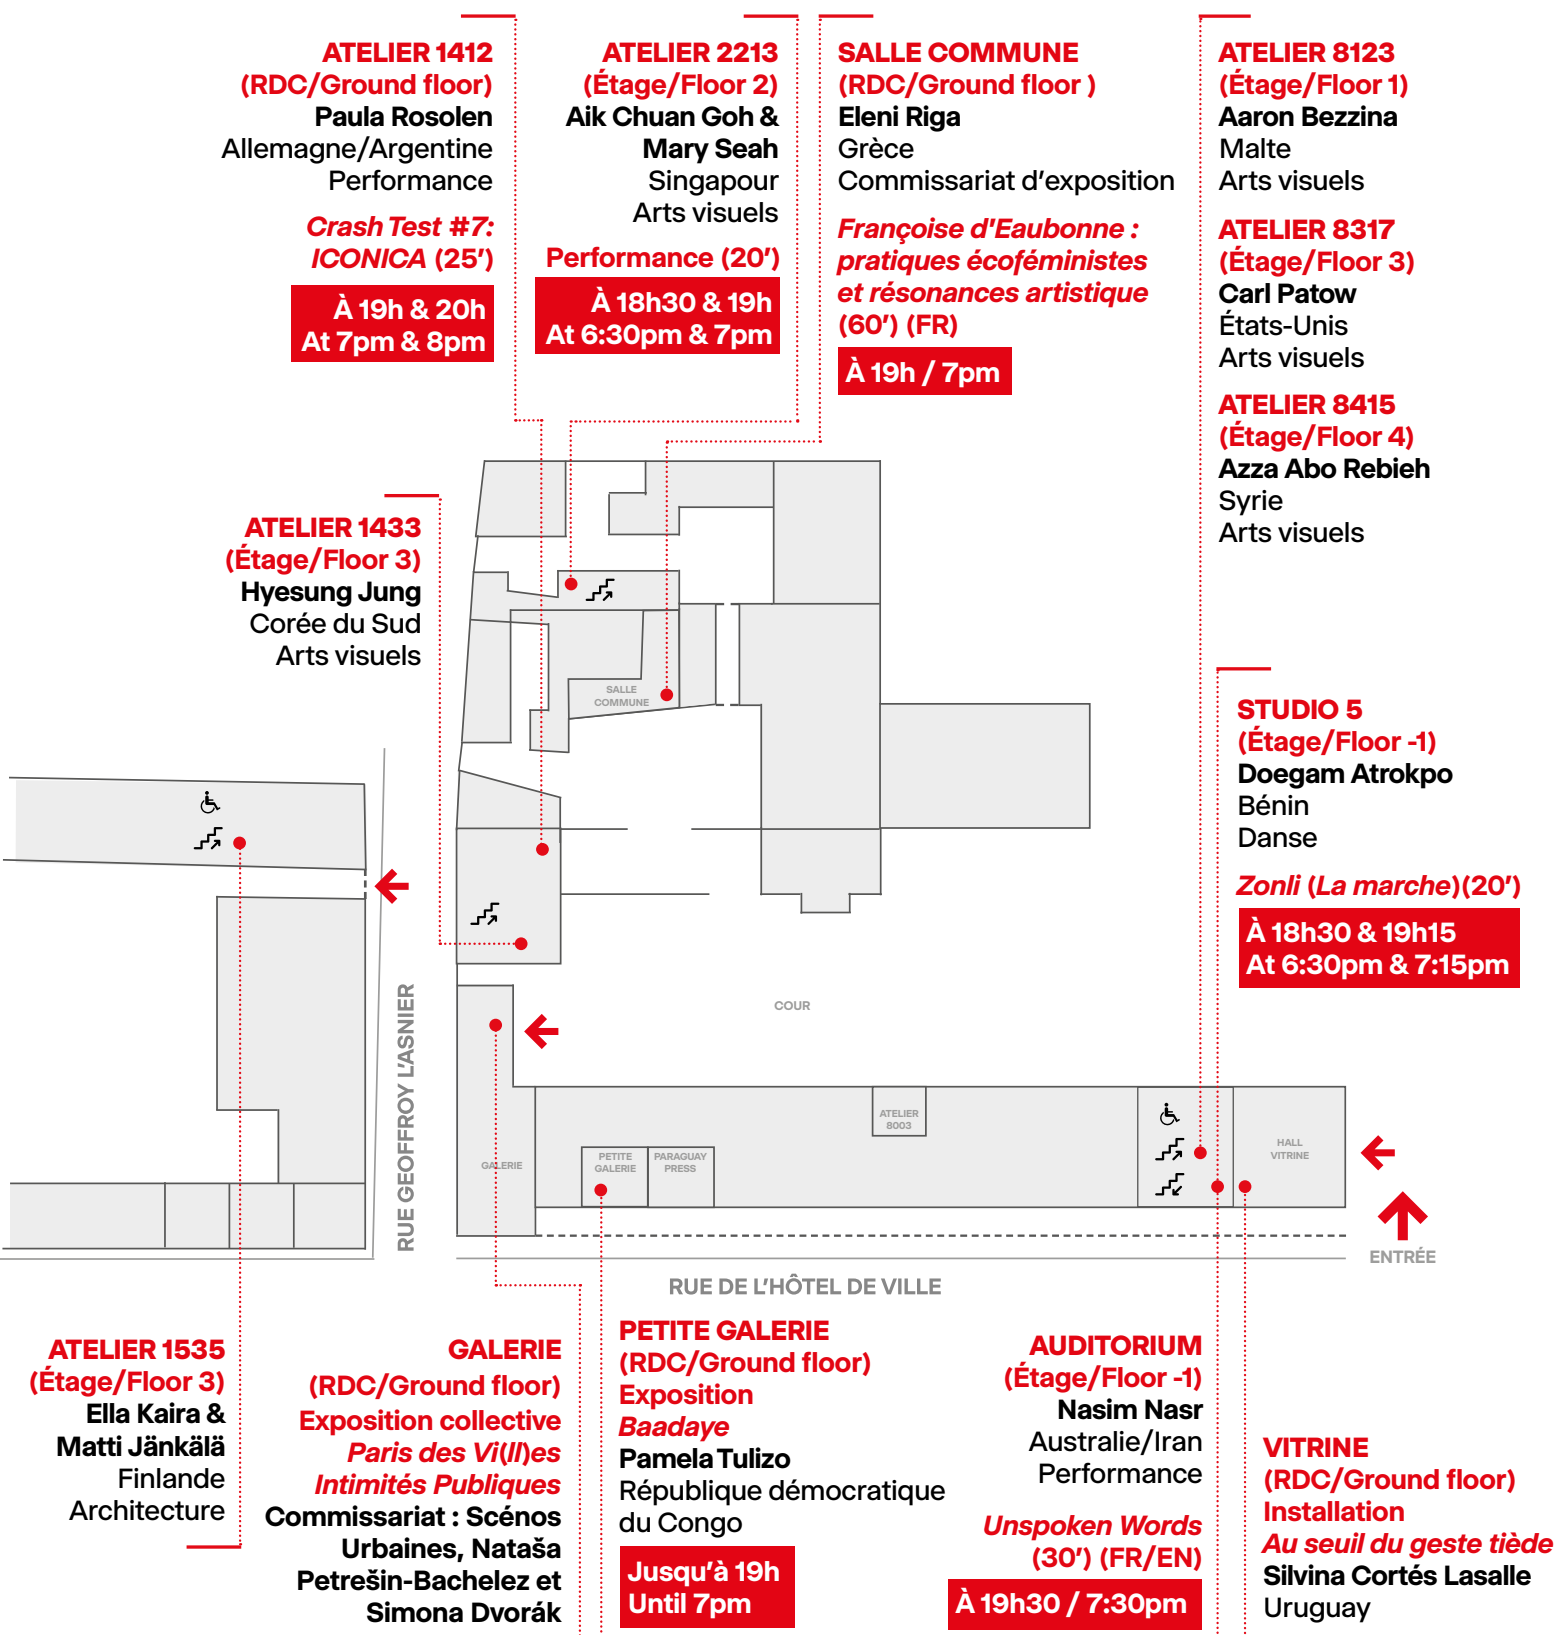 ATELIER 1412
(RDC/Ground floor)
Paula Rosolen
Allemagne/Argentine
Performance
Crash Test #7:
ICONICA (25')
À 19h & 20h
At 7pm & 8pm
ATELIER 2213
(Étage/Floor 2)
Aik Chuan Goh &
Mary Seah
Singapour
Arts visuels
Performance (20')
À 18h30 & 19h
At 6:30pm & 7pm
SALLE COMMUNE
(RDC/Ground floor )
Eleni Riga
Grèce
Commissariat d'exposition
Françoise d'Eaubonne :
pratiques écoféministes
et résonances artistique
(60') (FR)
À 19h / 7pm
ATELIER 8123
(Étage/Floor 1)
Aaron Bezzina
Malte
Arts visuels
ATELIER 8317
(Étage/Floor 3)
Carl Patow
États-Unis
Arts visuels
ATELIER 8415
(Étage/Floor 4)
Azza Abo Rebieh
Syrie
Arts visuels
ATELIER 1433
(Étage/Floor 3)
Hyesung Jung
Corée du Sud
Arts visuels
SALLE
COMMUNE
STUDIO 5
(Étage/Floor -1)
Doegam Atrokpo
Bénin
Danse
Zonli (La marche)(20')
À 18h30 & 19h15
At 6:30pm & 7:15pm
RUE GEOFFROY L'ASNIER
COUR
GALERIE
PETITE
GALERIE
PARAGUAY
PRESS
ATELIER
8003
HALL
VITRINE
ENTRÉE
RUE DE L'HÔTEL DE VILLE
ATELIER 1535
(Étage/Floor 3)
Ella Kaira &
Matti Jänkälä
Finlande
Architecture
GALERIE
(RDC/Ground floor)
Exposition collective
Paris des Vi(ll)es
Intimités Publiques
Commissariat : Scénos
Urbaines, Nataša
Petrešin-Bachelez et
Simona Dvorák
PETITE GALERIE
(RDC/Ground floor)
Exposition
Baadaye
Pamela Tulizo
République démocratique
du Congo
Jusqu'à 19h
Until 7pm
AUDITORIUM
(Étage/Floor -1)
Nasim Nasr
Australie/Iran
Performance
Unspoken Words
(30') (FR/EN)
À 19h30 / 7:30pm
VITRINE
(RDC/Ground floor)
Installation
Au seuil du geste tiède
Silvina Cortés Lasalle
Uruguay